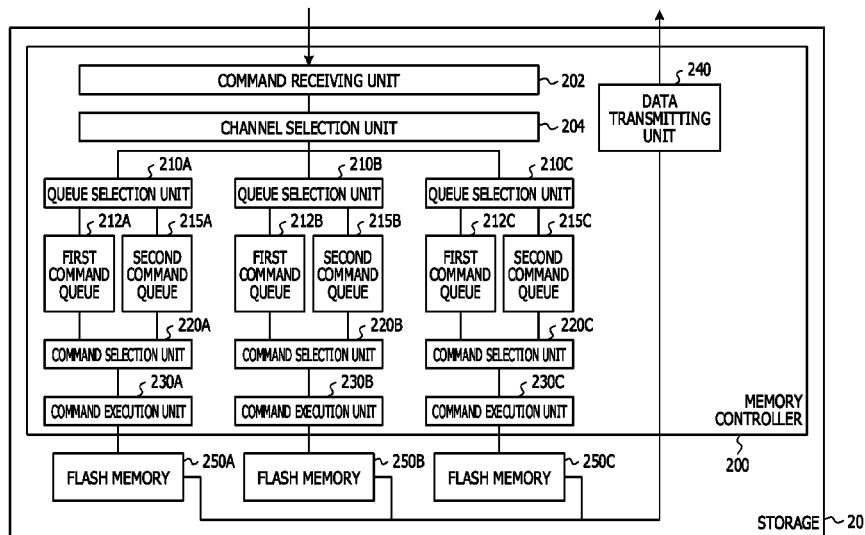 COMMAND RECEIVING UNIT
202
240
DATA
TRANSMITTING
UNIT
CHANNEL SELECTION UNIT
204
210A
210B
210C
QUEUE SELECTION UNIT
QUEUE SELECTION UNIT
QUEUE SELECTION UNIT
212A
215A
212B
215B
212C
215C
FIRST
COMMAND
QUEUE
SECOND
COMMAND
QUEUE
FIRST
COMMAND
QUEUE
SECOND
COMMAND
QUEUE
FIRST
COMMAND
QUEUE
SECOND
COMMAND
QUEUE
220A
220B
220C
COMMAND SELECTION UNIT
COMMAND SELECTION UNIT
COMMAND SELECTION UNIT
230A
230B
230C
COMMAND EXECUTION UNIT
COMMAND EXECUTION UNIT
COMMAND EXECUTION UNIT
MEMORY
CONTROLLER
200
FLASH MEMORY
250A
FLASH MEMORY
250B
FLASH MEMORY
250C
STORAGE
20